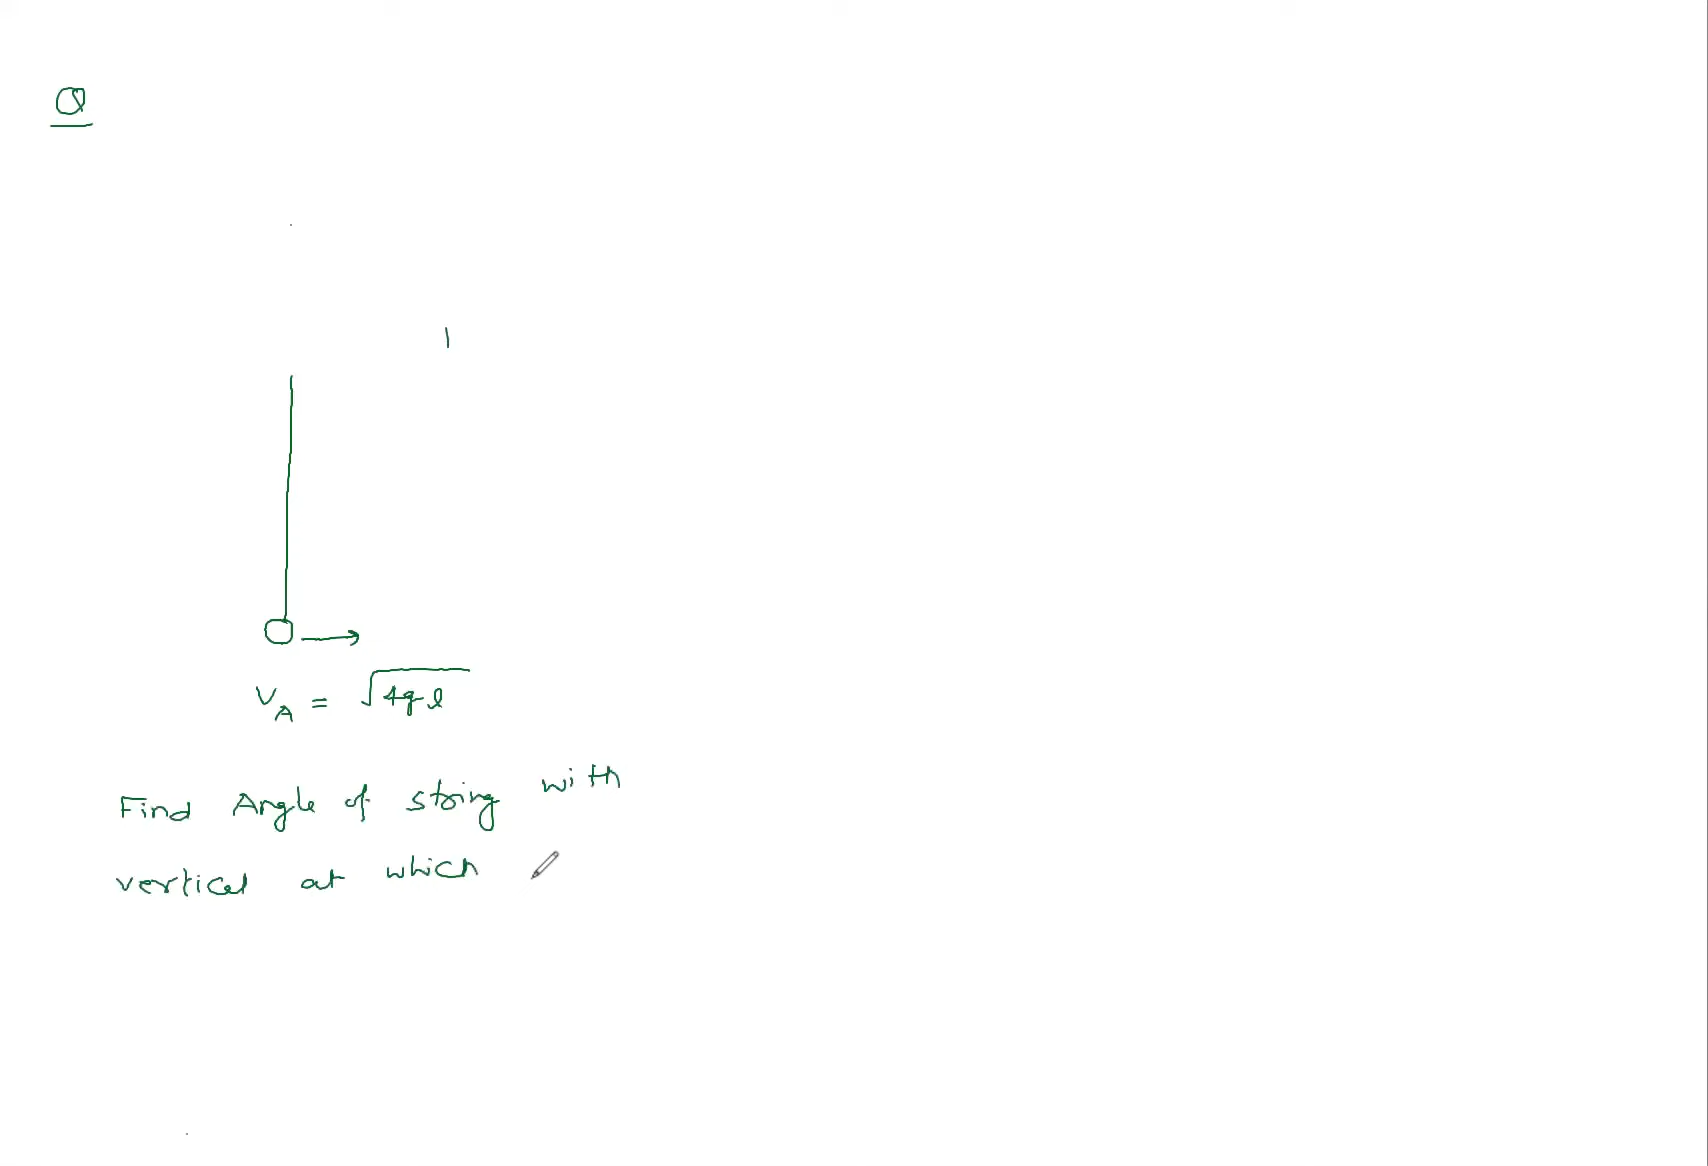 Q
V_A = √4gl
Find Angle of string with
vertical at which